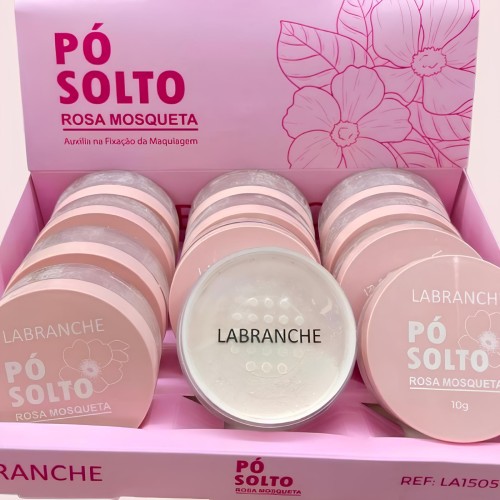 PÓ
SOLTO
ROSA MOSQUETA
Auxilia na Fixação da Maquiagem
LABRANCHE
PÓ
SOLTO
ROSA MOSQUETA
LABRANCHE
LABRANCHE
PÓ
SOLTO
ROSA MOSQUETA
10g
RANCHE
PÓ
SOLTO
ROSA MOSQUETA
REF: LA1505